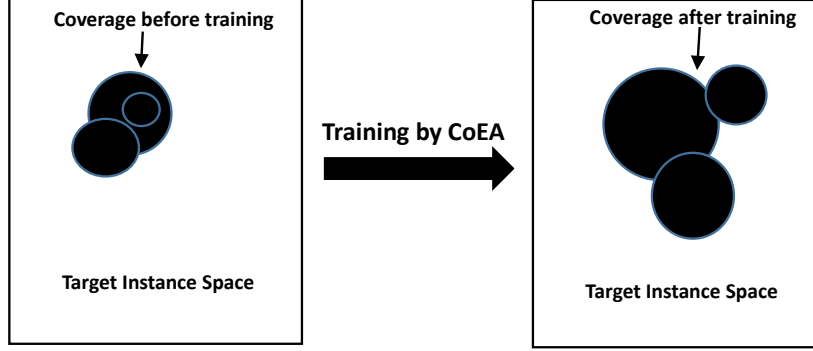 Coverage before training
Target Instance Space
Training by CoEA
Coverage after training
Target Instance Space